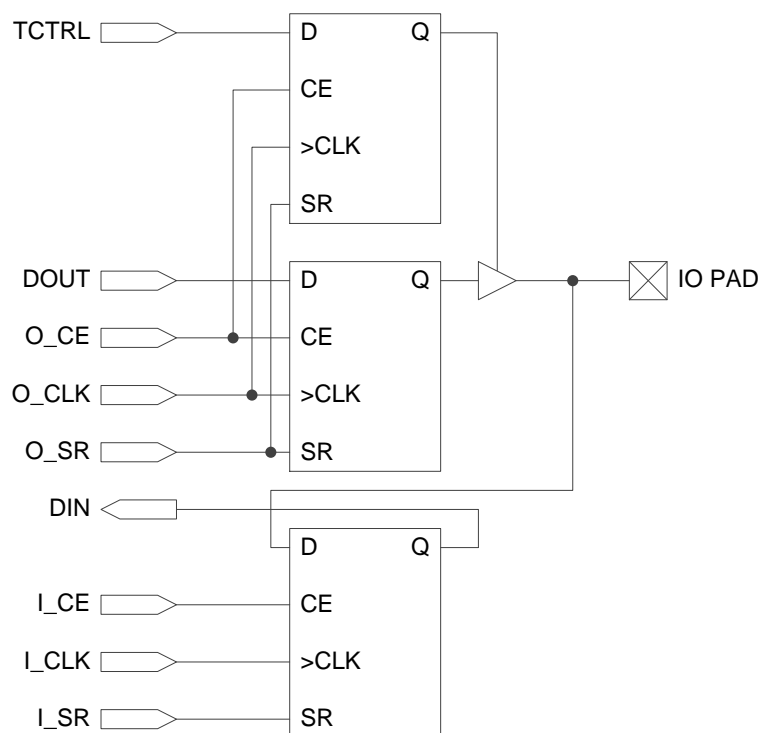 TCTRL D Q
CE
>CLK
SR
DOUT D Q IO PAD
O_CE CE
O_CLK >CLK
O_SR SR
DIN
D Q
I_CE CE
I_CLK >CLK
I_SR SR